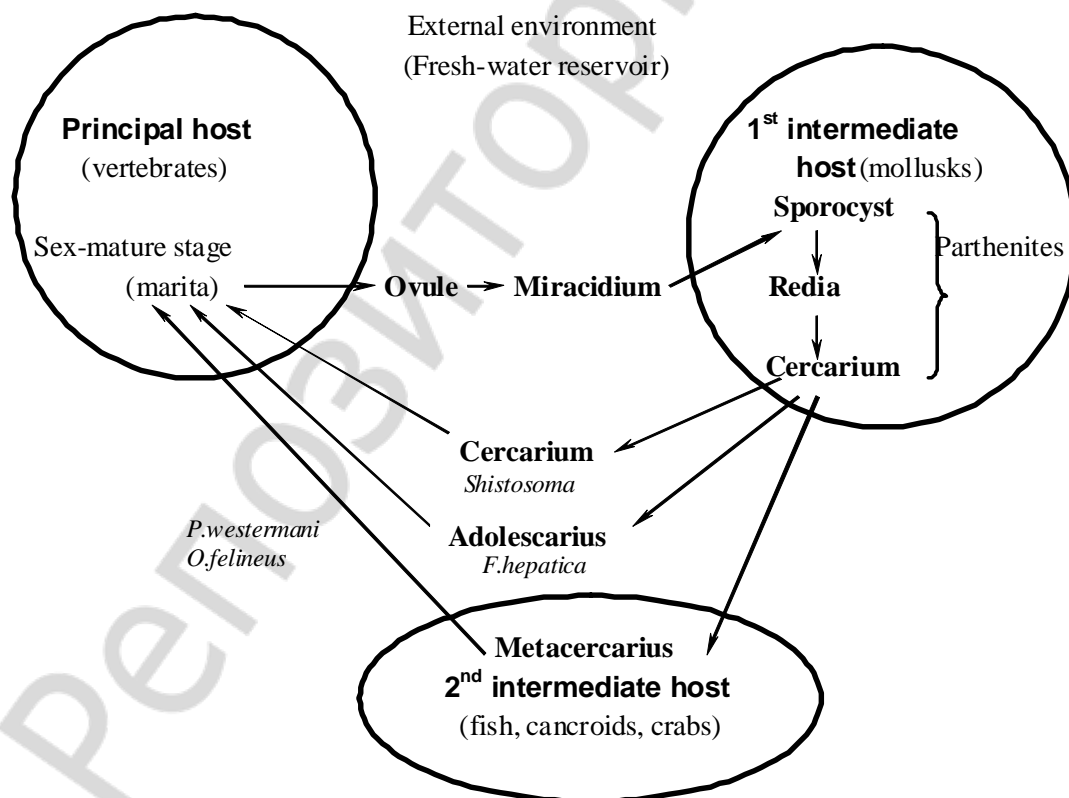 External environment
(Fresh-water reservoir)
Principal host
(vertebrates)
Sex-mature stage
(marita)
Ovule
Miracidium
1st intermediate
host (mollusks)
Sporocyst
Redia
Cercarium
Parthenites
Cercarium
Shistosoma
Adolescarius
F.hepatica
P.westermani
O.felineus
Metacercarius
2nd intermediate host
(fish, cancroids, crabs)